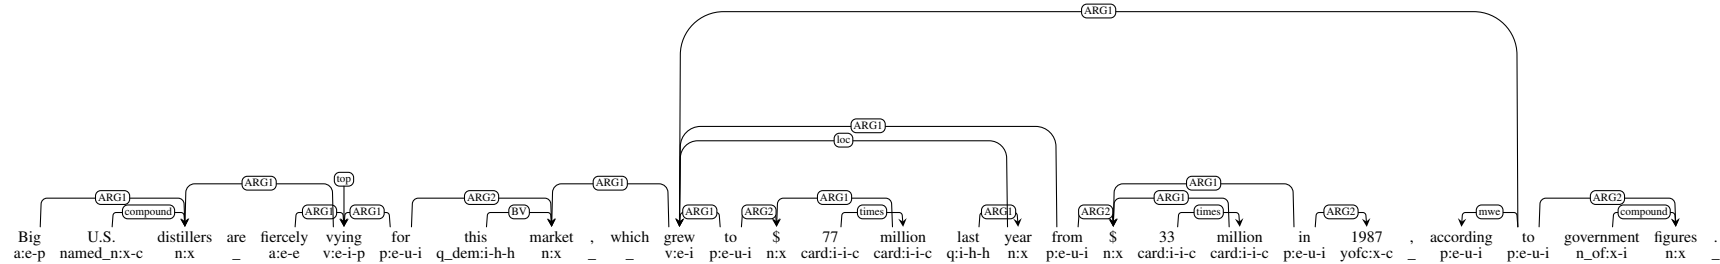 ARG1
ARG1
loc
top
ARG1 ARG1
ARG1 ARG2 ARG1 ARG1 ARG1 ARG2
compound ARG1 ARG1 BV ARG1 ARG2 times ARG1 ARG2 times ARG2 mwe compound
Big U.S. distillers are fiercely vying for this market , which grew to $ 77 million last year from $ 33 million in 1987 , according to government figures .
a:e-p named_n:x-c n:x _ a:e-e v:e-i-p p:e-u-i q_dem:i-h-h n:x _ _ v:e-i p:e-u-i n:x card:i-i-c card:i-i-c q:i-h-h n:x p:e-u-i n:x card:i-i-c card:i-i-c p:e-u-i yofc:x-c _ p:e-u-i p:e-u-i n_of:x-i n:x _